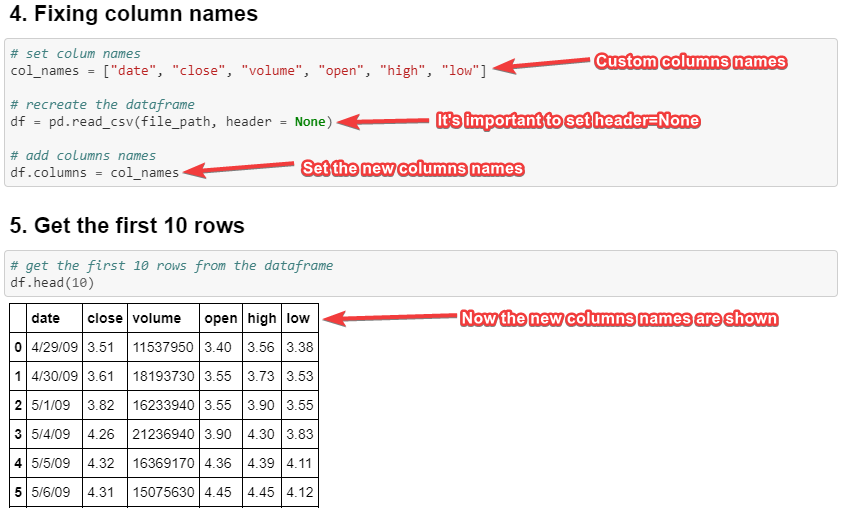 4. Fixing column names
# set colum names
col_names = ["date", "close", "volume", "open", "high", "low"]
Custom columns names
# recreate the dataframe
df = pd.read_csv(file_path, header = None)
It's important to set header=None
# add columns names
df.columns = col_names
Set the new columns names
5. Get the first 10 rows
# get the first 10 rows from the dataframe
df.head(10)
date close volume open high low
Now the new columns names are shown
0 4/29/09 3.51 11537950 3.40 3.56 3.38
1 4/30/09 3.61 18193730 3.55 3.73 3.53
2 5/1/09 3.82 16233940 3.55 3.90 3.55
3 5/4/09 4.26 21236940 3.90 4.30 3.83
4 5/5/09 4.32 16369170 4.36 4.39 4.11
5 5/6/09 4.31 15075630 4.45 4.45 4.12